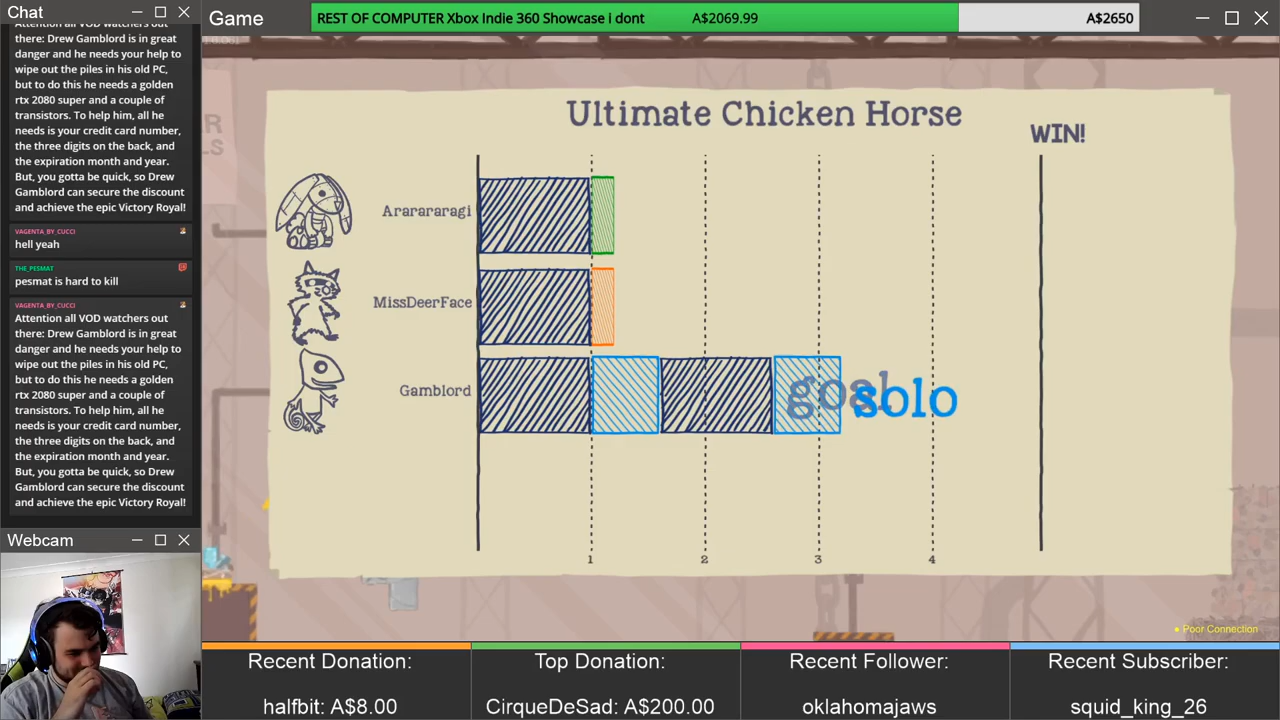 Chat
Game
REST OF COMPUTER Xbox Indie 360 Showcase i dont
A$2069.99
A$2650
Attention all VOD watchers out
there: Drew Gamblord is in great
danger and he needs your help to
wipe out the piles in his old PC,
but to do this he needs a golden
rtx 2080 super and a couple of
transistors. To help him, all he
needs is your credit card number,
the three digits on the back, and
the expiration month and year.
But, you gotta be quick, so Drew
Gamblord can secure the discount
and achieve the epic Victory Royal!
VAGENTA_BY_CUCCI
hell yeah
THE_PESMAT
pesmat is hard to kill
VAGENTA_BY_CUCCI
Attention all VOD watchers out
there: Drew Gamblord is in great
danger and he needs your help to
wipe out the piles in his old PC,
but to do this he needs a golden
rtx 2080 super and a couple of
transistors. To help him, all he
needs is your credit card number,
the three digits on the back, and
the expiration month and year.
But, you gotta be quick, so Drew
Gamblord can secure the discount
and achieve the epic Victory Royal!
Webcam
Ultimate Chicken Horse
WIN!
Ararararagi
MissDeerFace
Gamblord
goal
solo
1
2
3
4
Poor Connection
Recent Donation:
halfbit: A$8.00
Top Donation:
CirqueDeSad: A$200.00
Recent Follower:
oklahomajaws
Recent Subscriber:
squid_king_26